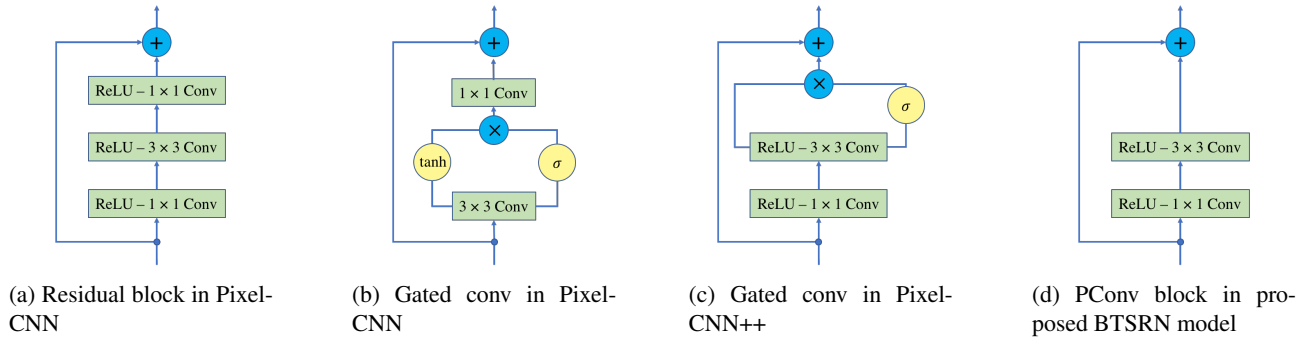 +
ReLU – 1 × 1 Conv
ReLU – 3 × 3 Conv
ReLU – 1 × 1 Conv
(a) Residual block in Pixel-
CNN
+
1 × 1 Conv
×
tanh
σ
3 × 3 Conv
(b) Gated conv in Pixel-
CNN
+
×
σ
ReLU – 3 × 3 Conv
ReLU – 1 × 1 Conv
(c) Gated conv in Pixel-
CNN++
+
ReLU – 3 × 3 Conv
ReLU – 1 × 1 Conv
(d) PConv block in pro-
posed BTSRN model